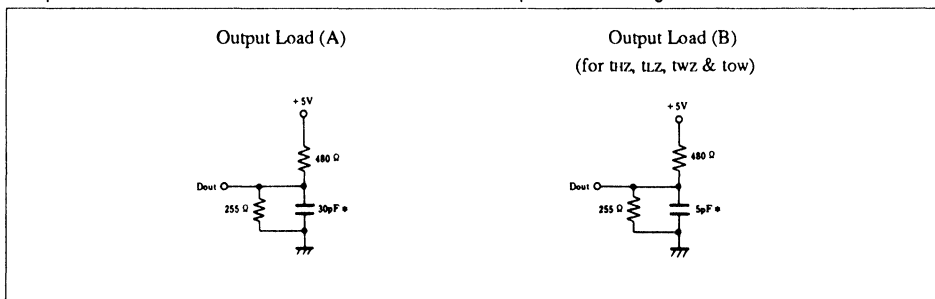 Output Load (A)
+ 5V
480 Ω
Dout
255 Ω
30pF *
Output Load (B)
(for tHZ, tLZ, twz & tow)
+ 5V
480 Ω
Dout
255 Ω
5pF *